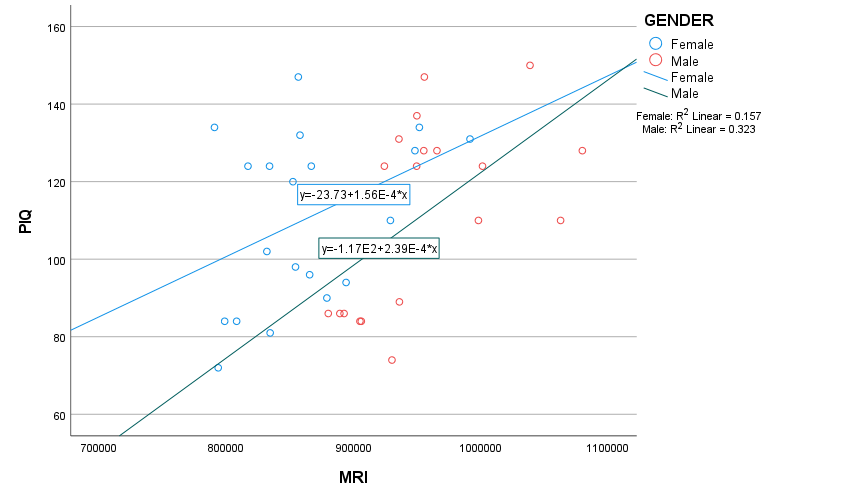 GENDER
Female
Male
Female
Male
Female: R² Linear = 0.157
Male: R² Linear = 0.323
160
140
120
100
80
60
PIQ
y=-23.73+1.56E-4*x
y=-1.17E2+2.39E-4*x
700000 800000 900000 1000000 1100000
MRI